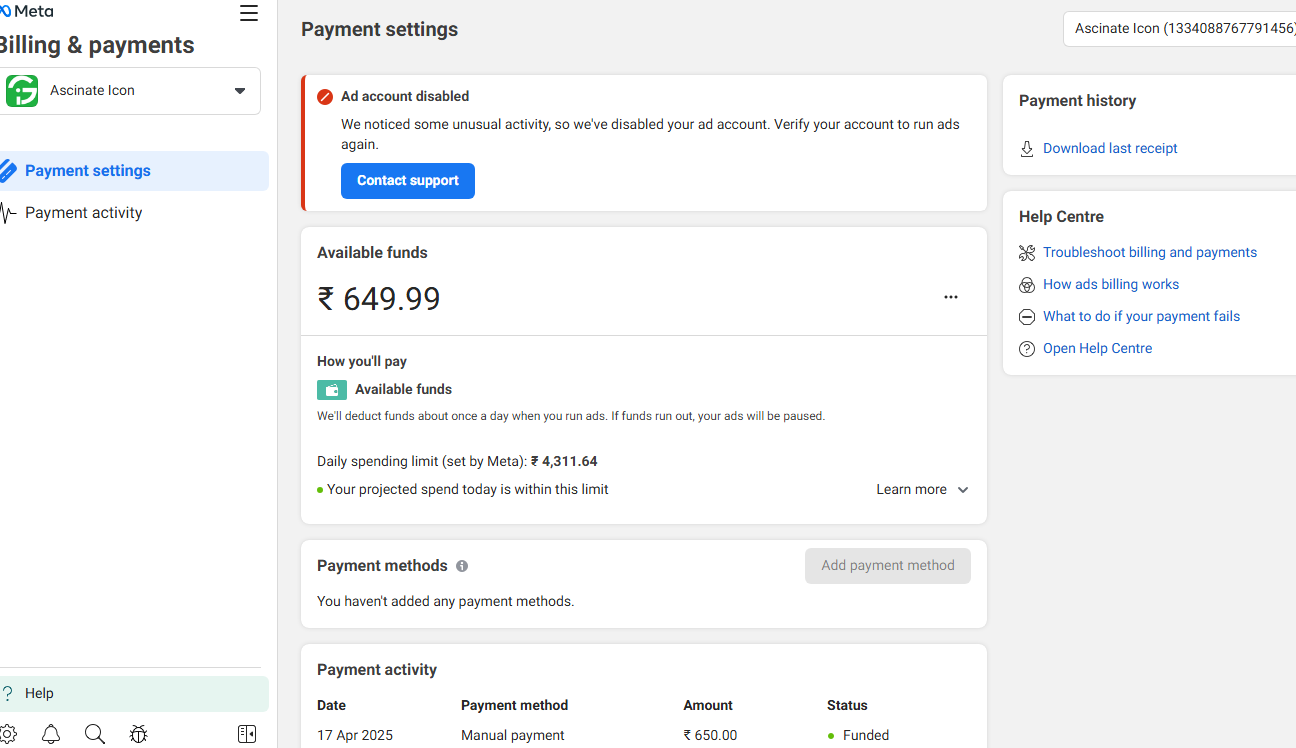 Meta
Billing & payments
Ascinate Icon
Payment settings
Payment activity
Help
Payment settings
Ascinate Icon (1334088767791456)
Ad account disabled
We noticed some unusual activity, so we've disabled your ad account. Verify your account to run ads
again.
Contact support
Available funds
₹ 649.99
How you'll pay
Available funds
We'll deduct funds about once a day when you run ads. If funds run out, your ads will be paused.
Daily spending limit (set by Meta): ₹ 4,311.64
Your projected spend today is within this limit
Learn more
Payment methods
Add payment method
You haven't added any payment methods.
Payment activity
Date Payment method Amount Status
17 Apr 2025 Manual payment ₹ 650.00 Funded
Payment history
Download last receipt
Help Centre
Troubleshoot billing and payments
How ads billing works
What to do if your payment fails
Open Help Centre